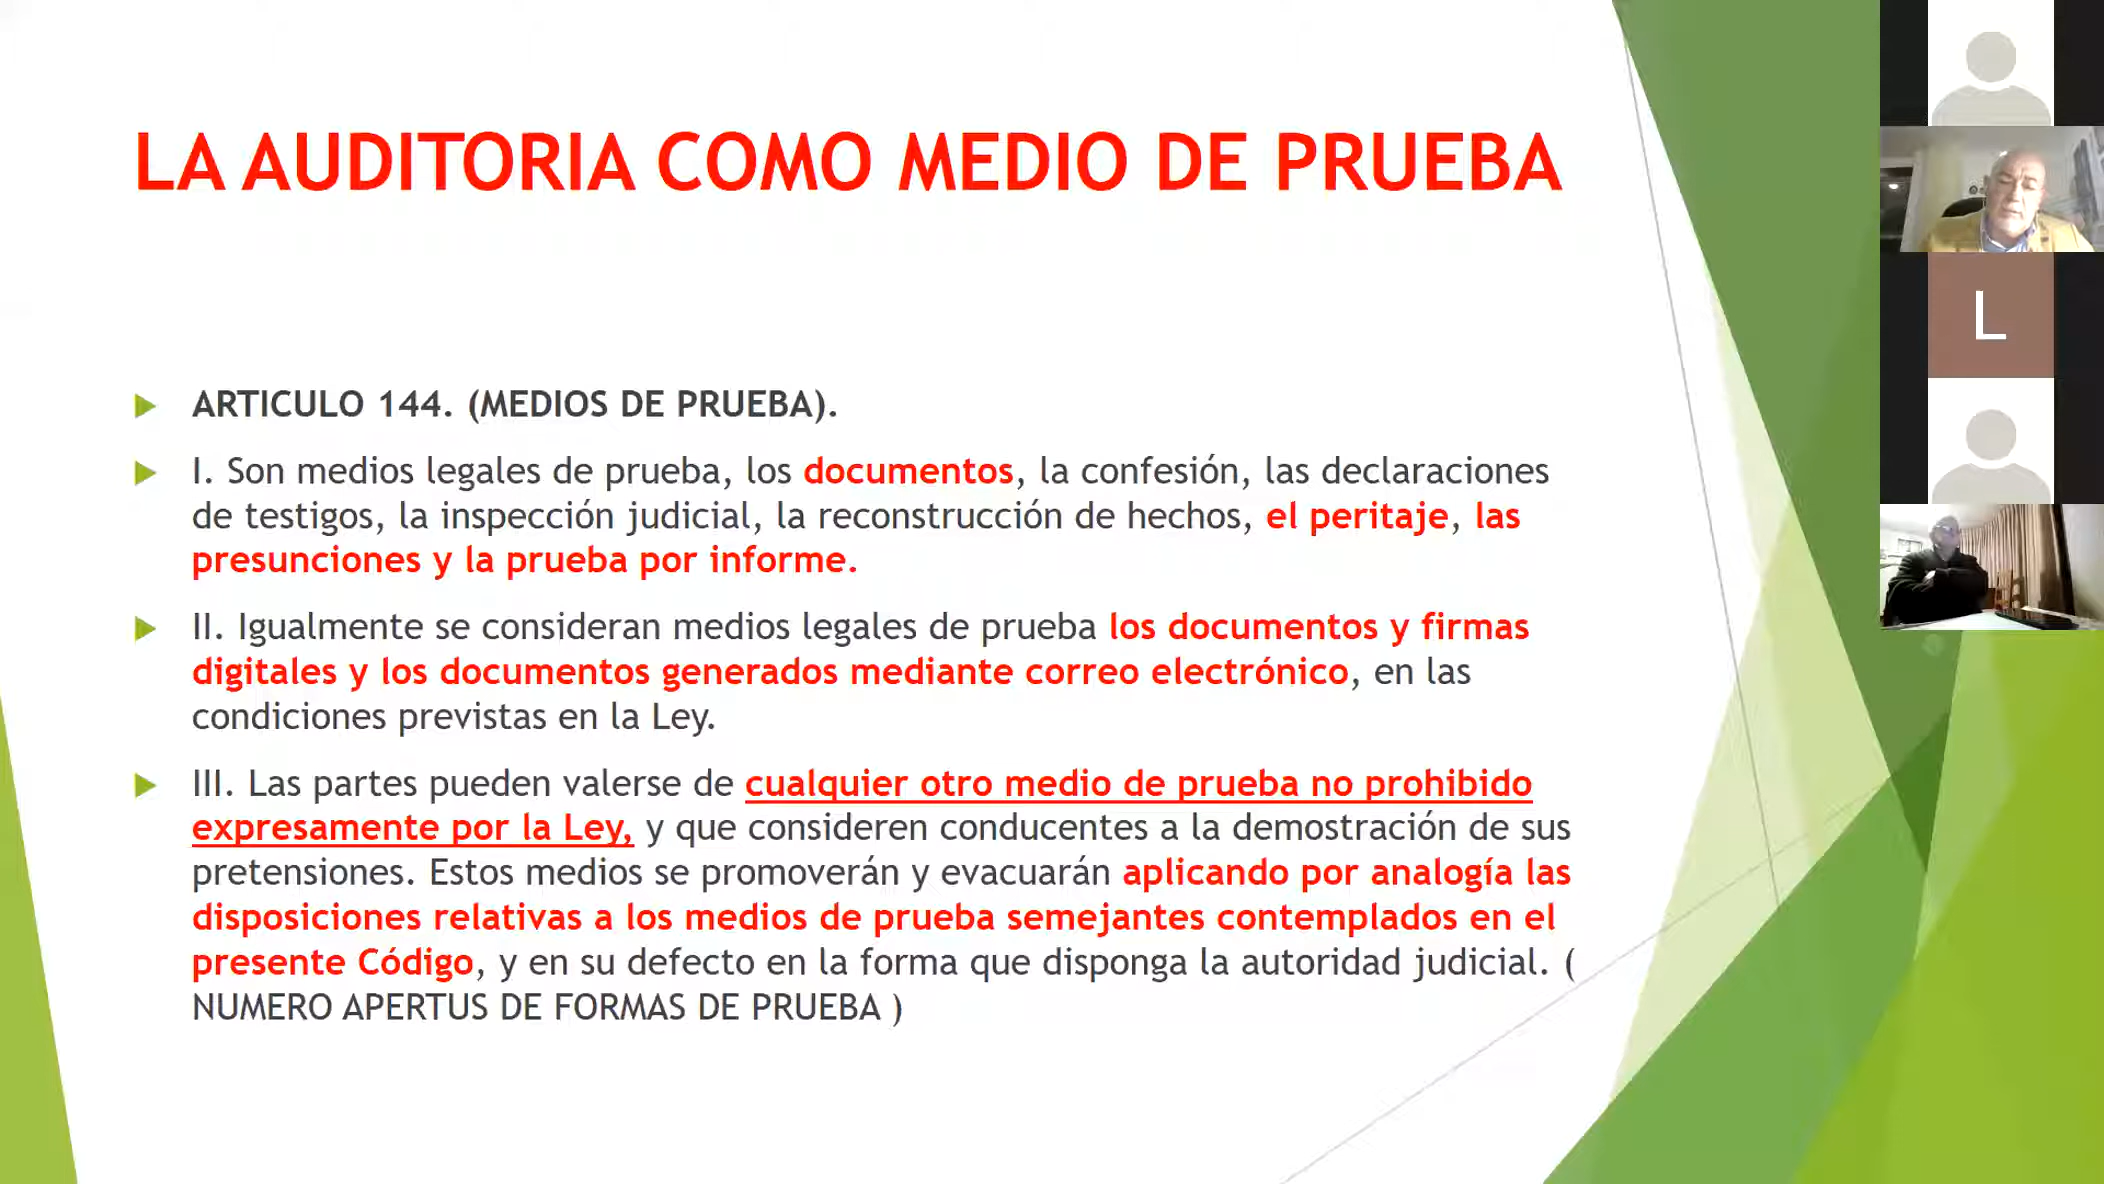 LA AUDITORIA COMO MEDIO DE PRUEBA
ARTICULO 144. (MEDIOS DE PRUEBA).
I. Son medios legales de prueba, los documentos, la confesión, las declaraciones
de testigos, la inspección judicial, la reconstrucción de hechos, el peritaje, las
presunciones y la prueba por informe.
II. Igualmente se consideran medios legales de prueba los documentos y firmas
digitales y los documentos generados mediante correo electrónico, en las
condiciones previstas en la Ley.
III. Las partes pueden valerse de cualquier otro medio de prueba no prohibido
expresamente por la Ley, y que consideren conducentes a la demostración de sus
pretensiones. Estos medios se promoverán y evacuarán aplicando por analogía las
disposiciones relativas a los medios de prueba semejantes contemplados en el
presente Código, y en su defecto en la forma que disponga la autoridad judicial. (
NUMERO APERTUS DE FORMAS DE PRUEBA )
L